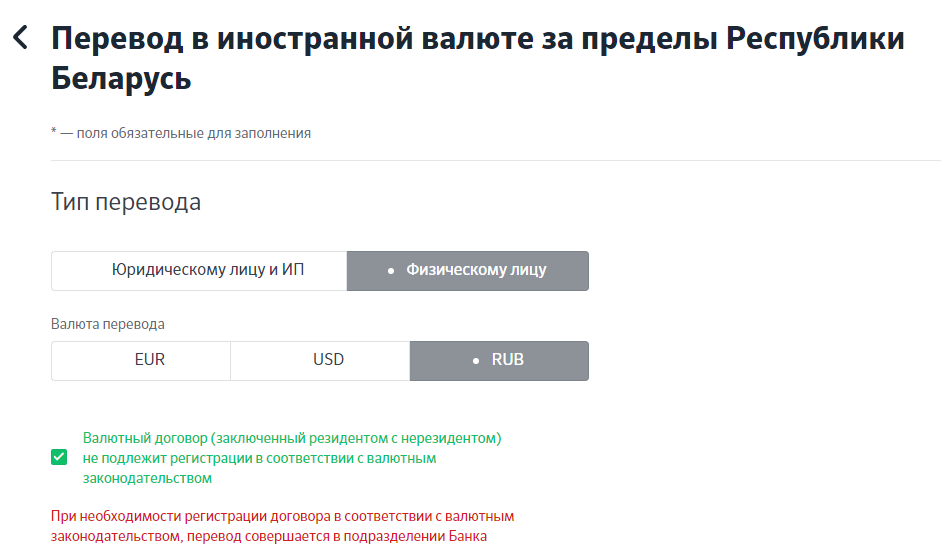 Перевод в иностранной валюте за пределы Республики
Беларусь
* — поля обязательные для заполнения
Тип перевода
Юридическому лицу и ИП
Физическому лицу
Валюта перевода
EUR
USD
RUB
Валютный договор (заключенный резидентом с нерезидентом)
не подлежит регистрации в соответствии с валютным
законодательством
При необходимости регистрации договора в соответствии с валютным
законодательством, перевод совершается в подразделении Банка